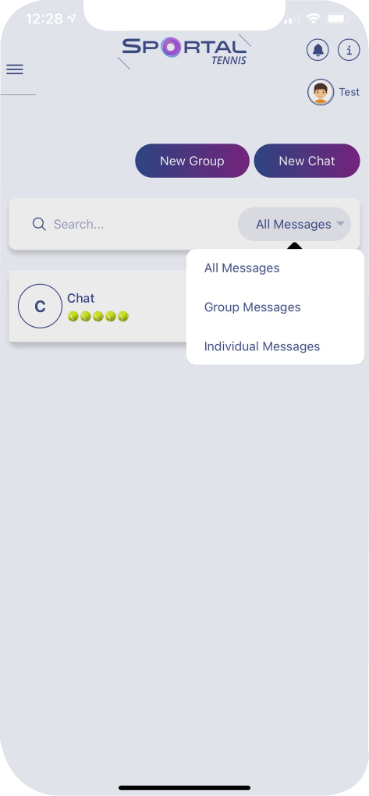 12:28
SPORTAL
TENNIS
i
Test
New Group
New Chat
Search...
All Messages
All Messages
Group Messages
Individual Messages
C
Chat